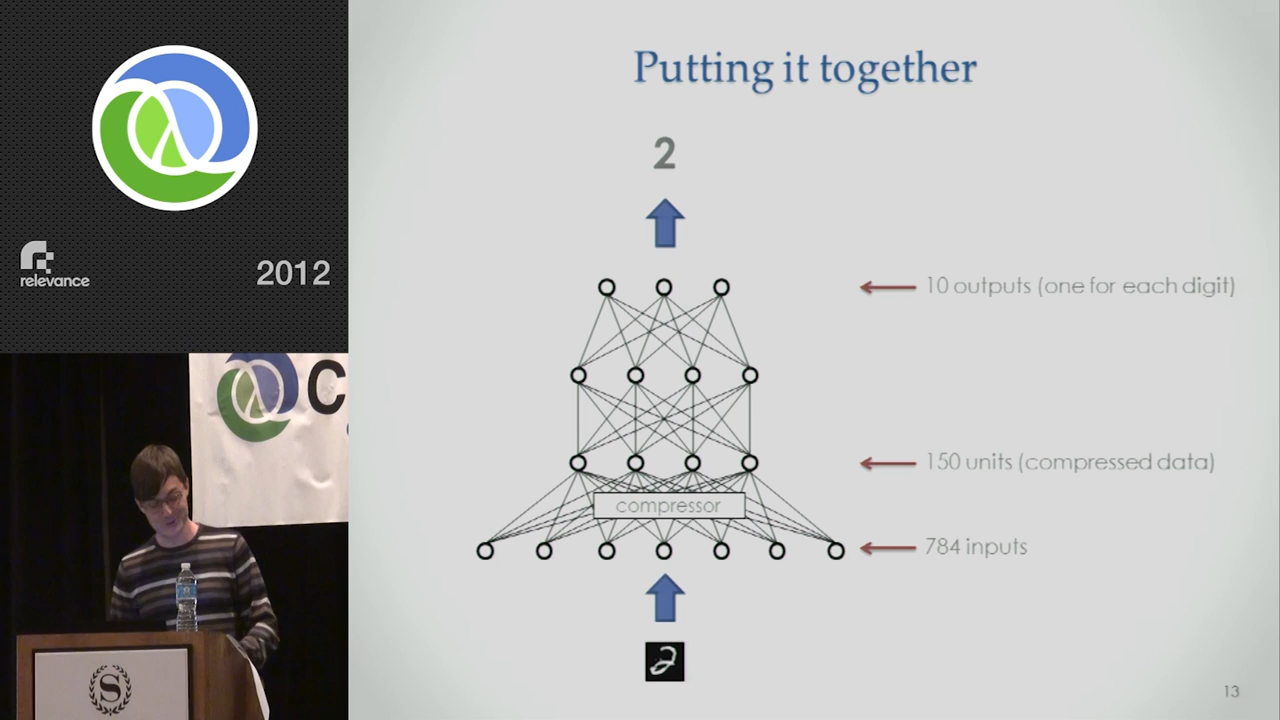 relevance
2012
C
S
Putting it together
2
10 outputs (one for each digit)
150 units (compressed data)
compressor
784 inputs
2
13